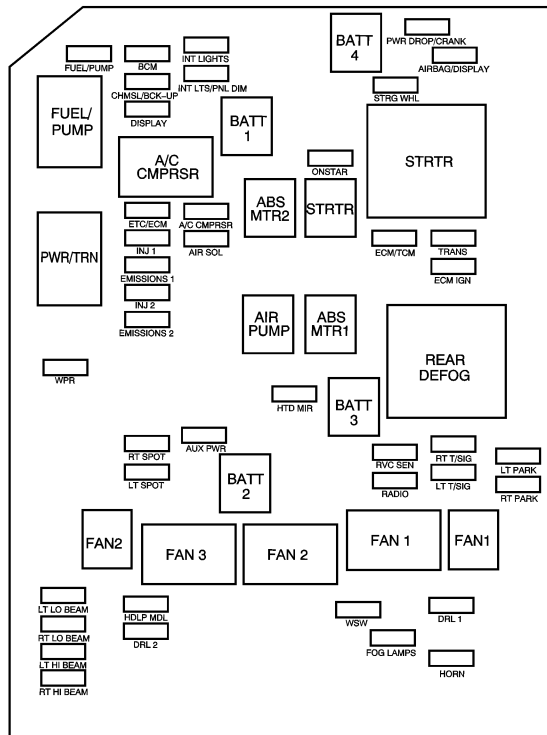 BATT
4
PWR DROP/CRANK
INT LIGHTS
FUEL/PUMP
BCM
AIRBAG/DISPLAY
CHMSL/BCK-UP
INT LTS/PNL DIM
STRG WHL
FUEL/
PUMP
DISPLAY
BATT
1
STRTR
A/C
CMPRSR
ONSTAR
ABS
MTR2
STRTR
ETC/ECM
A/C CMPRSR
INJ 1
AIR SOL
ECM/TCM
TRANS
PWR/TRN
EMISSIONS 1
ECM IGN
INJ 2
EMISSIONS 2
AIR
PUMP
ABS
MTR1
REAR
DEFOG
WPR
HTD MIR
BATT
3
RT SPOT
AUX PWR
RVC SEN
RT T/SIG
LT PARK
LT SPOT
BATT
2
RADIO
LT T/SIG
RT PARK
FAN2
FAN 3
FAN 2
FAN 1
FAN1
LT LO BEAM
HDLP MDL
WSW
DRL 1
RT LO BEAM
DRL 2
FOG LAMPS
LT HI BEAM
HORN
RT HI BEAM